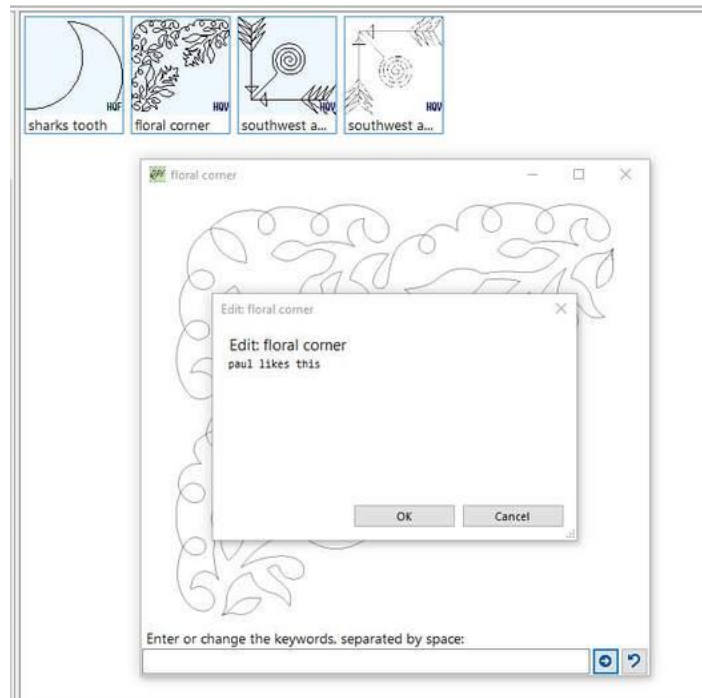 HQF
HQV
HQV
HQV
sharks tooth
floral corner
southwest a...
southwest a...
floral corner
Edit: floral corner
Edit: floral corner
paul likes this
OK
Cancel
Enter or change the keywords, separated by space: